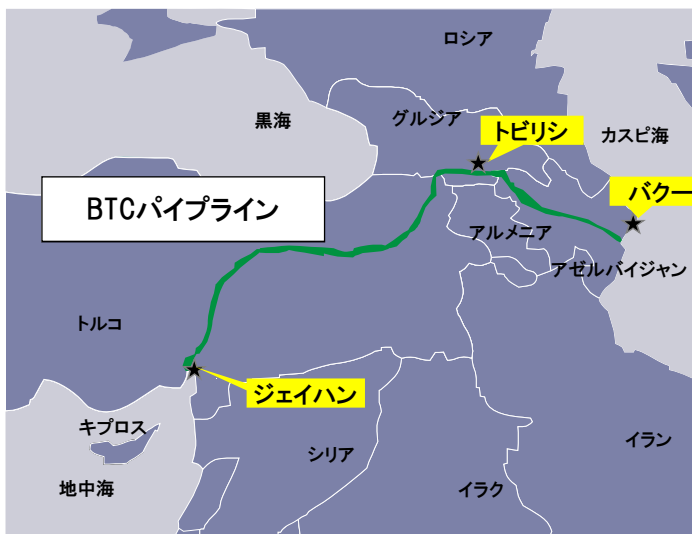 ロシア
黒海
グルジア
トビリシ
カスピ海
バクー
BTCパイプライン
アルメニア
アゼルバイジャン
トルコ
ジェイハン
キプロス
シリア
イラン
地中海
イラク